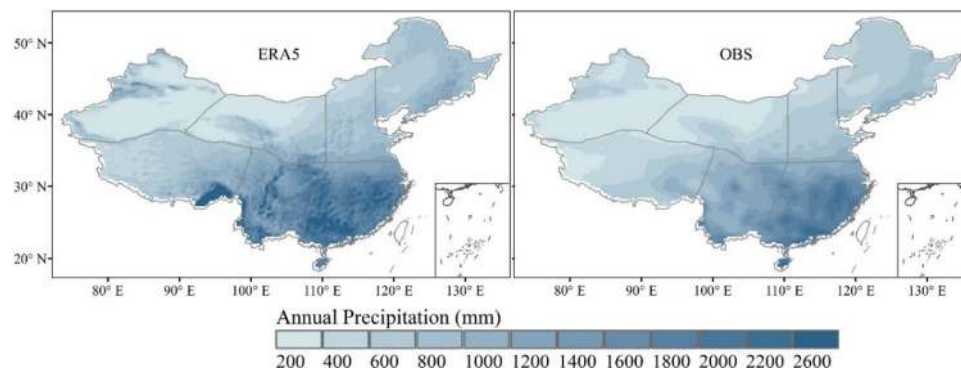 50° N
40° N
30° N
20° N
ERA5
OBS
80° E 90° E 100° E 110° E 120° E 130° E
80° E 90° E 100° E 110° E 120° E 130° E
Annual Precipitation (mm)
200 400 600 800 1000 1200 1400 1600 1800 2000 2200 2600